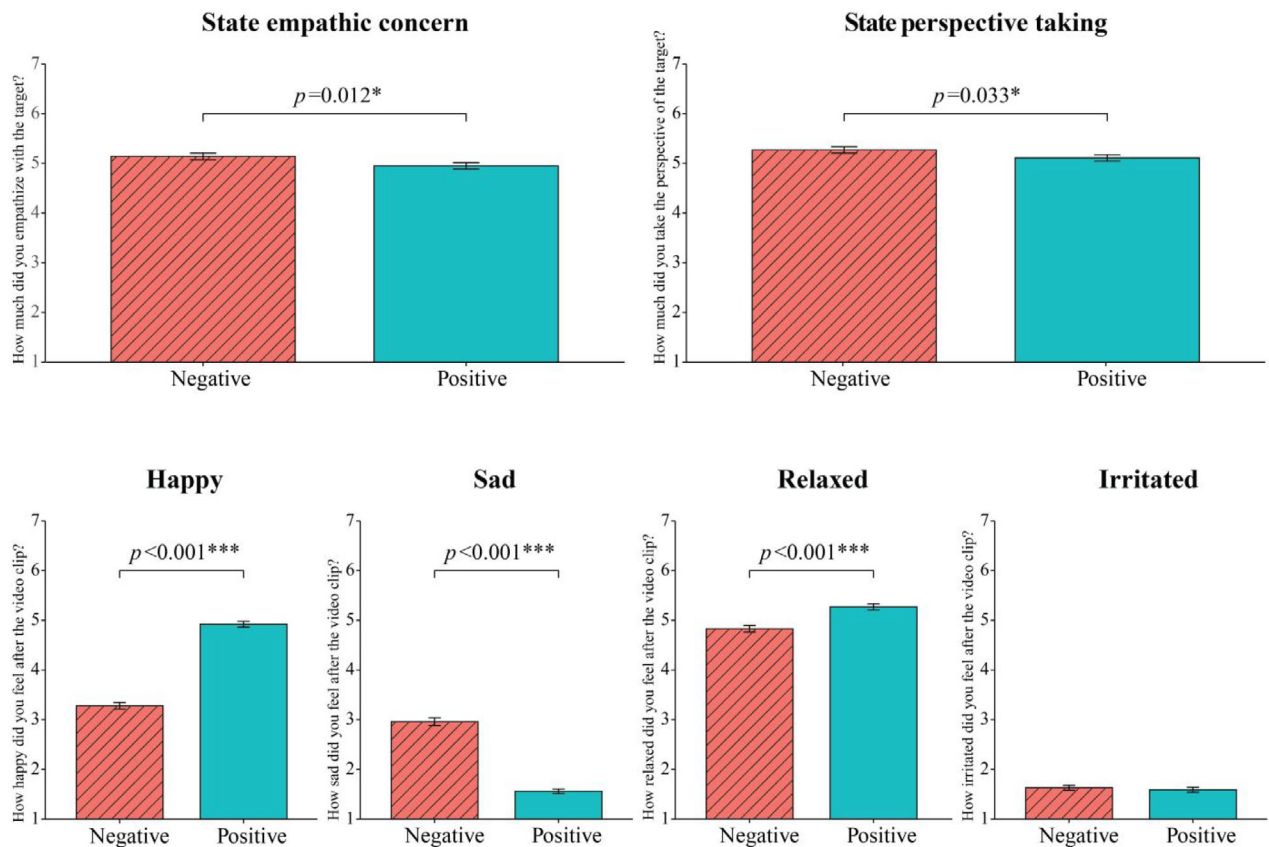 State empathic concern
How much did you empathize with the target?
7
6
5
4
3
2
1
p=0.012*
Negative
Positive
State perspective taking
How much did you take the perspective of the target?
7
6
5
4
3
2
1
p=0.033*
Negative
Positive
Happy
How happy did you feel after the video clip?
7
6
5
4
3
2
1
p<0.001***
Negative
Positive
Sad
How sad did you feel after the video clip?
7
6
5
4
3
2
1
p<0.001***
Negative
Positive
Relaxed
How relaxed did you feel after the video clip?
7
6
5
4
3
2
1
p<0.001***
Negative
Positive
Irritated
How irritated did you feel after the video clip?
7
6
5
4
3
2
1
Negative
Positive